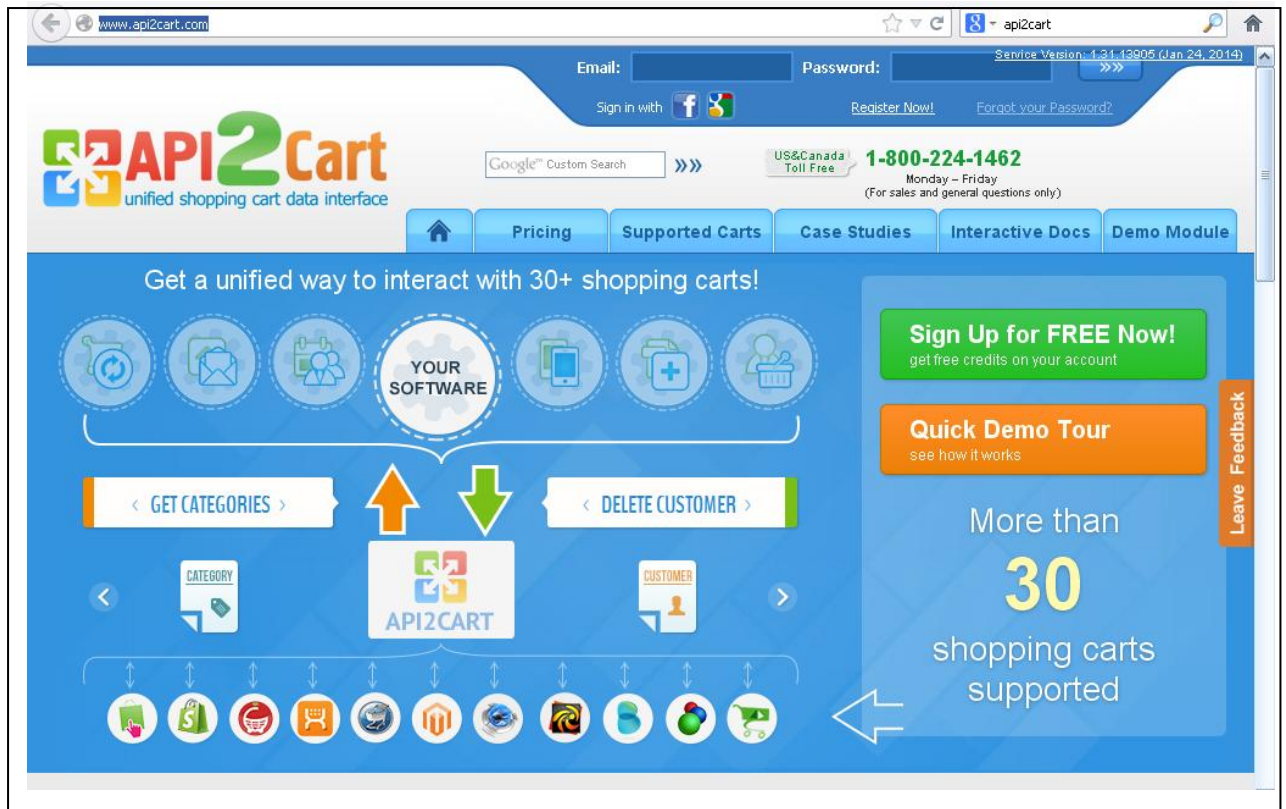 www.api2cart.com
api2cart
Service Version: 1.31.13905 (Jan 24, 2014)
Email:
Password:
»»
Sign in with
Register Now!
Forgot your Password?
API2Cart
unified shopping cart data interface
Google™ Custom Search
»»
US&Canada
Toll Free
1-800-224-1462
Monday – Friday
(For sales and general questions only)
Pricing
Supported Carts
Case Studies
Interactive Docs
Demo Module
Get a unified way to interact with 30+ shopping carts!
YOUR
SOFTWARE
Sign Up for FREE Now!
get free credits on your account
Quick Demo Tour
see how it works
Leave Feedback
‹ GET CATEGORIES ›
‹ DELETE CUSTOMER ›
CATEGORY
CUSTOMER
API2CART
More than
30
shopping carts
supported